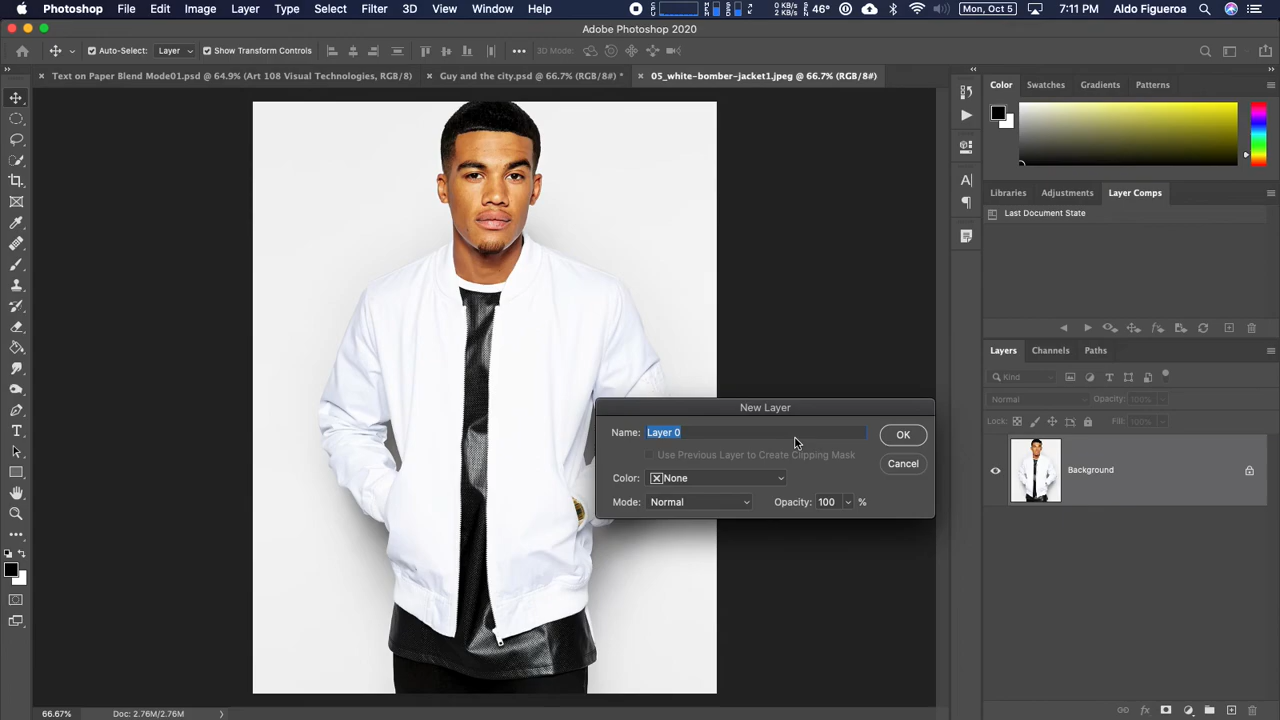 Photoshop File Edit Image Layer Type Select Filter 3D View Window Help 0 KB/s 0 KB/s 46° Mon, Oct 5 7:11 PM Aldo Figueroa
Adobe Photoshop 2020
Auto-Select: Layer Show Transform Controls 3D Mode:
Text on Paper Blend Mode01.psd @ 64.9% (Art 108 Visual Technologies, RGB/8) Guy and the city.psd @ 66.7% (RGB/8#) * 05_white-bomber-jacket1.jpeg @ 66.7% (RGB/8#)
Color Swatches Gradients Patterns
Libraries Adjustments Layer Comps
Last Document State
Layers Channels Paths
Kind
Normal Opacity: 100%
Lock: Fill: 100%
Background
New Layer
Name: Layer 0 OK
Use Previous Layer to Create Clipping Mask
Cancel
Color: None
Mode: Normal Opacity: 100 %
66.67% Doc: 2.76M/2.76M